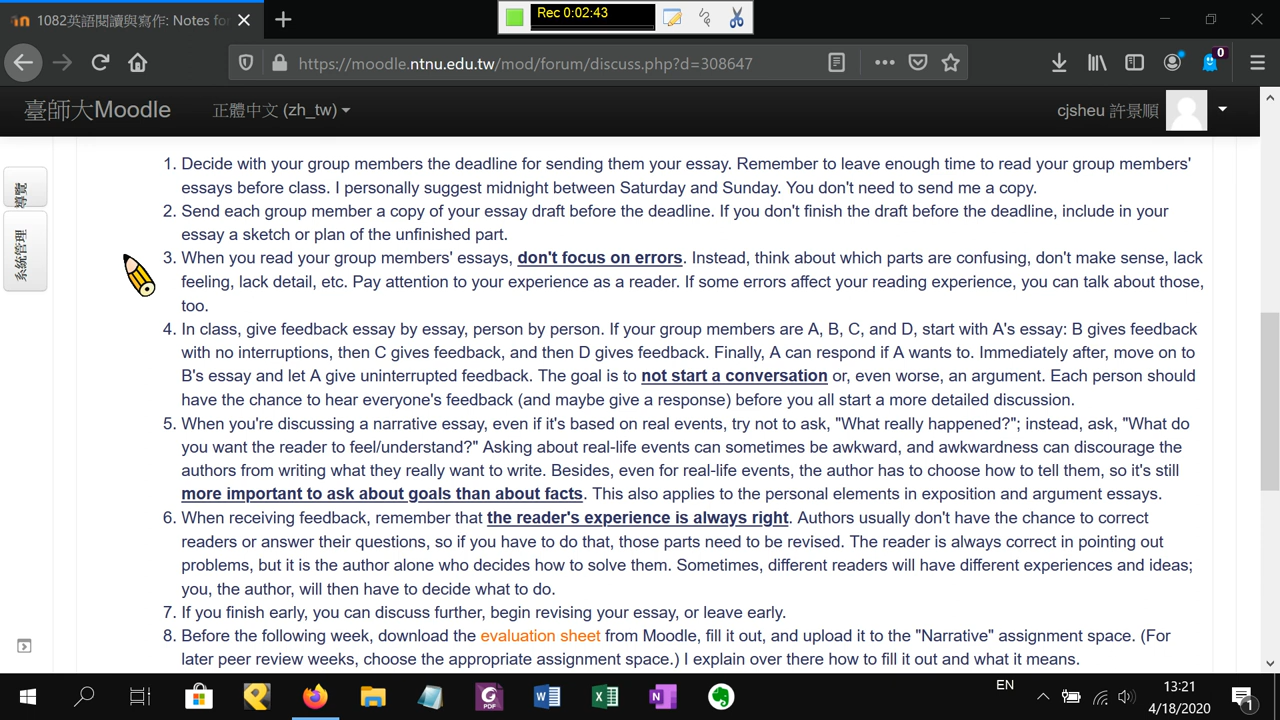 1082英語閱讀與寫作: Notes for
Rec 0:02:43
https://moodle.ntnu.edu.tw/mod/forum/discuss.php?d=308647
0
臺師大Moodle
正體中文 (zh_tw)
cjsheu 許景順
導覽
系統管理
1. Decide with your group members the deadline for sending them your essay. Remember to leave enough time to read your group members'
essays before class. I personally suggest midnight between Saturday and Sunday. You don't need to send me a copy.
2. Send each group member a copy of your essay draft before the deadline. If you don't finish the draft before the deadline, include in your
essay a sketch or plan of the unfinished part.
3. When you read your group members' essays, don't focus on errors. Instead, think about which parts are confusing, don't make sense, lack
feeling, lack detail, etc. Pay attention to your experience as a reader. If some errors affect your reading experience, you can talk about those,
too.
4. In class, give feedback essay by essay, person by person. If your group members are A, B, C, and D, start with A's essay: B gives feedback
with no interruptions, then C gives feedback, and then D gives feedback. Finally, A can respond if A wants to. Immediately after, move on to
B's essay and let A give uninterrupted feedback. The goal is to not start a conversation or, even worse, an argument. Each person should
have the chance to hear everyone's feedback (and maybe give a response) before you all start a more detailed discussion.
5. When you're discussing a narrative essay, even if it's based on real events, try not to ask, "What really happened?"; instead, ask, "What do
you want the reader to feel/understand?" Asking about real-life events can sometimes be awkward, and awkwardness can discourage the
authors from writing what they really want to write. Besides, even for real-life events, the author has to choose how to tell them, so it's still
more important to ask about goals than about facts. This also applies to the personal elements in exposition and argument essays.
6. When receiving feedback, remember that the reader's experience is always right. Authors usually don't have the chance to correct
readers or answer their questions, so if you have to do that, those parts need to be revised. The reader is always correct in pointing out
problems, but it is the author alone who decides how to solve them. Sometimes, different readers will have different experiences and ideas;
you, the author, will then have to decide what to do.
7. If you finish early, you can discuss further, begin revising your essay, or leave early.
8. Before the following week, download the evaluation sheet from Moodle, fill it out, and upload it to the "Narrative" assignment space. (For
later peer review weeks, choose the appropriate assignment space.) I explain over there how to fill it out and what it means.
EN
13:21
4/18/2020
1
PDF